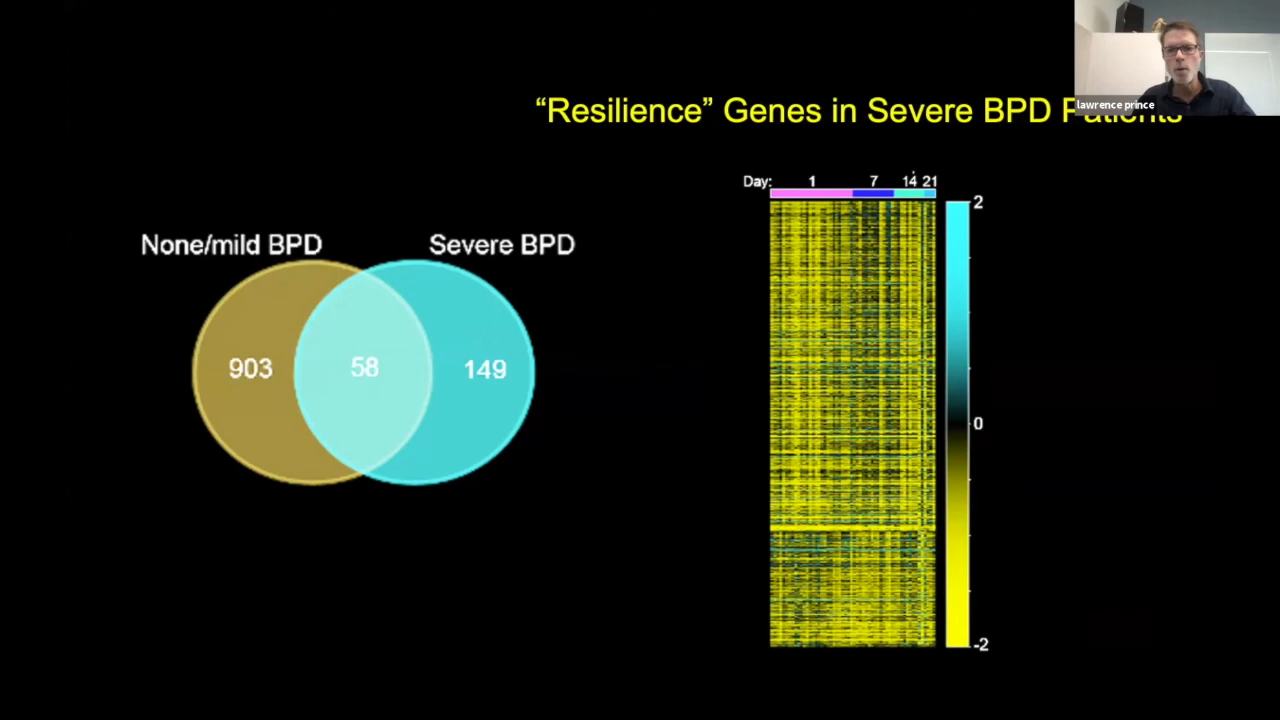 lawrence prince
“Resilience” Genes in Severe BPD Patients
Day: 1 7 14 21
2
0
-2
None/mild BPD Severe BPD
903 58 149